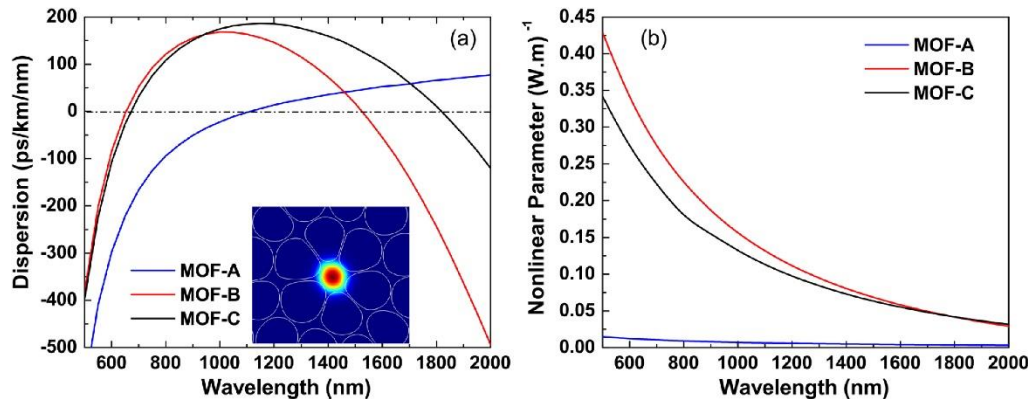 200
100
0
-100
-200
-300
-400
-500
Dispersion (ps/km/nm)
(a)
MOF-A
MOF-B
MOF-C
600 800 1000 1200 1400 1600 1800 2000
Wavelength (nm)
0.45
0.40
0.35
0.30
0.25
0.20
0.15
0.10
0.05
0.00
Nonlinear Parameter (W.m) -1
(b)
MOF-A
MOF-B
MOF-C
600 800 1000 1200 1400 1600 1800 2000
Wavelength (nm)